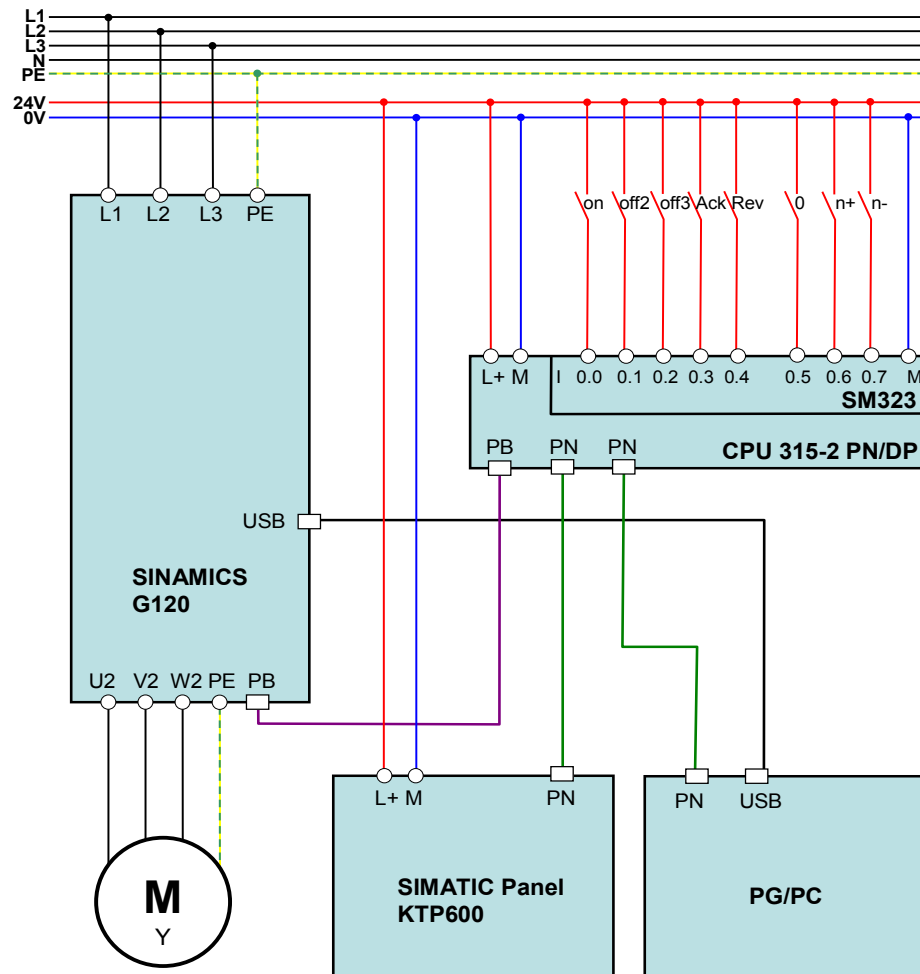 L1
L2
L3
N
PE
24V
0V
L1 L2 L3 PE
on off2 off3 Ack Rev 0 n+ n-
L+ M I 0.0 0.1 0.2 0.3 0.4 0.5 0.6 0.7 M
SM323
CPU 315-2 PN/DP
PB PN PN
USB
SINAMICS
G120
U2 V2 W2 PE PB
L+ M PN
PN USB
SIMATIC Panel
KTP600
PG/PC
M
Y